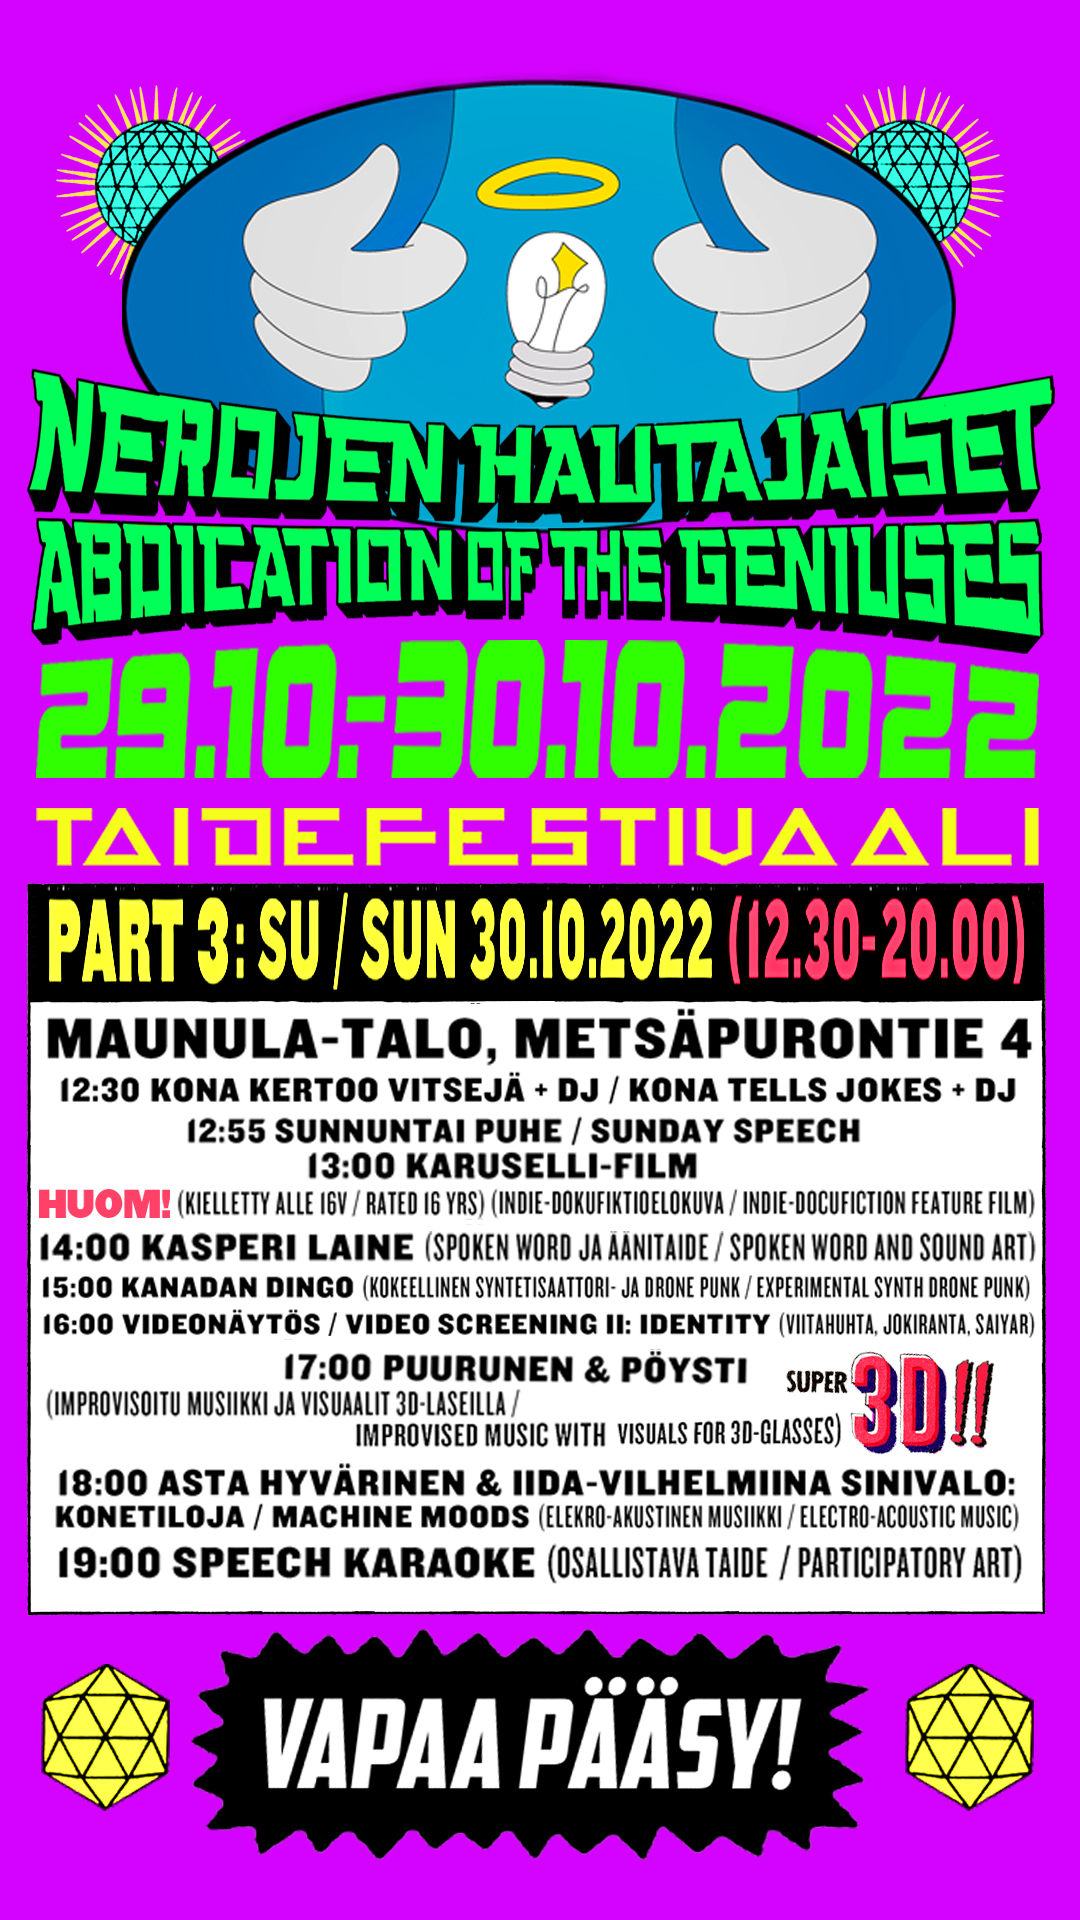 NEROJEN HAUTAJAISET
ABDICATION OF THE GENIUSES
29.10.-30.10.2022
TAIDEFESTIVAALI
PART 3: SU / SUN 30.10.2022 (12.30-20.00)
MAUNULA-TALO, METSÄPURONTIE 4
12:30 KONA KERTOO VITSEJÄ + DJ / KONA TELLS JOKES + DJ
12:55 SUNNUNTAI PUHE / SUNDAY SPEECH
13:00 KARUSELLI-FILM
HUOM! (KIELLETTY ALLE 16V / RATED 16 YRS) (INDIE-DOKUFIKTIOELOKUVA / INDIE-DOCUFICTION FEATURE FILM)
14:00 KASPERI LAINE (SPOKEN WORD JA ÄÄNITAIDE / SPOKEN WORD AND SOUND ART)
15:00 KANADAN DINGO (KOKEELLINEN SYNTETISAATTORI- JA DRONE PUNK / EXPERIMENTAL SYNTH DRONE PUNK)
16:00 VIDEONÄYTÖS / VIDEO SCREENING II: IDENTITY (VIITAHUHTA, JOKIRANTA, SAIYAR)
17:00 PUURUNEN & PÖYSTI
SUPER 3D!!
(IMPROVISOITU MUSIIKKI JA VISUAALIT 3D-LASEILLA /
IMPROVISED MUSIC WITH VISUALS FOR 3D-GLASSES)
18:00 ASTA HYVÄRINEN & IIDA-VILHELMIINA SINIVALO:
KONETILOJA / MACHINE MOODS (ELEKRO-AKUSTINEN MUSIIKKI / ELECTRO-ACOUSTIC MUSIC)
19:00 SPEECH KARAOKE (OSALLISTAVA TAIDE / PARTICIPATORY ART)
VAPAA PÄÄSY!